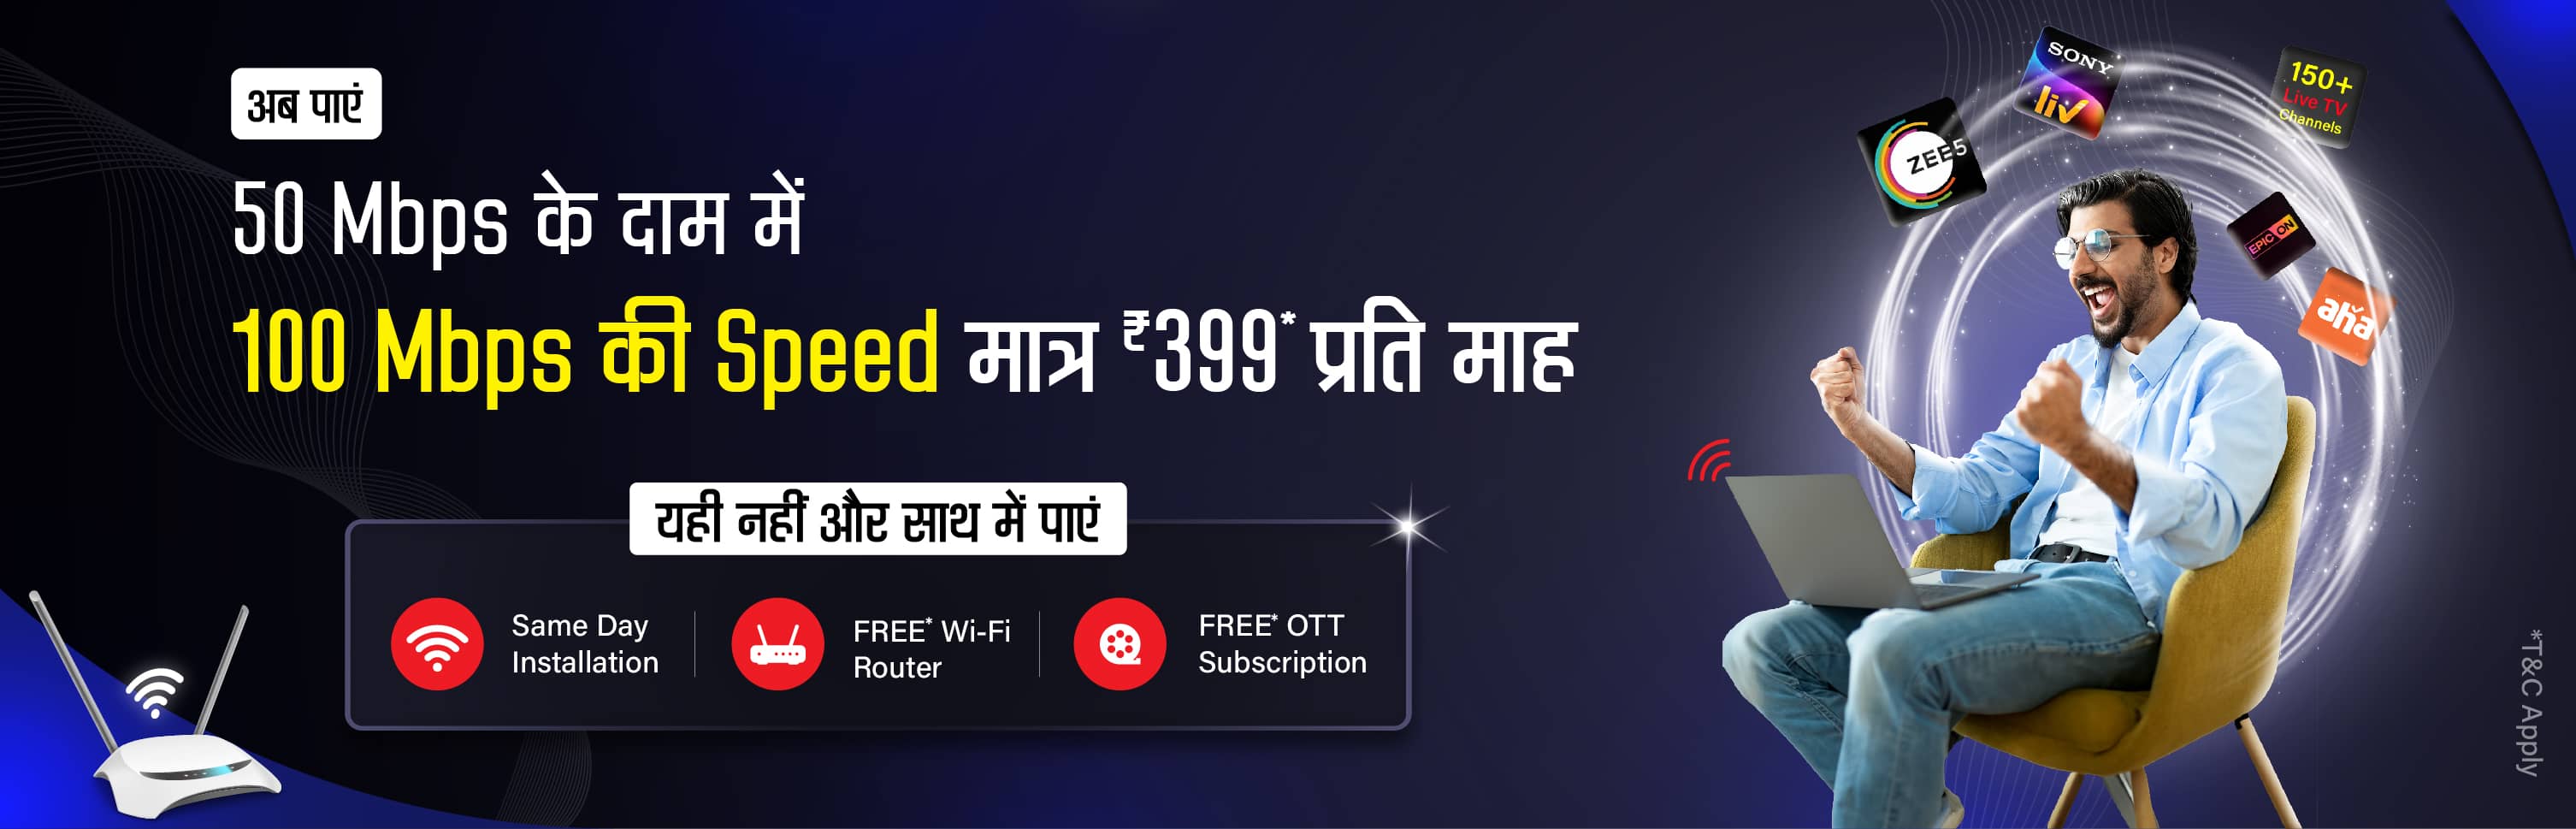 अब पाएं
50 Mbps के दाम में
100 Mbps की Speed मात्र ₹399* प्रति माह
यही नहीं और साथ में पाएं
Same Day
Installation
FREE* Wi-Fi
Router
FREE* OTT
Subscription
ZEE5
SONY
liv
150+
Live TV
Channels
EPIC ON
aha
*T&C Apply